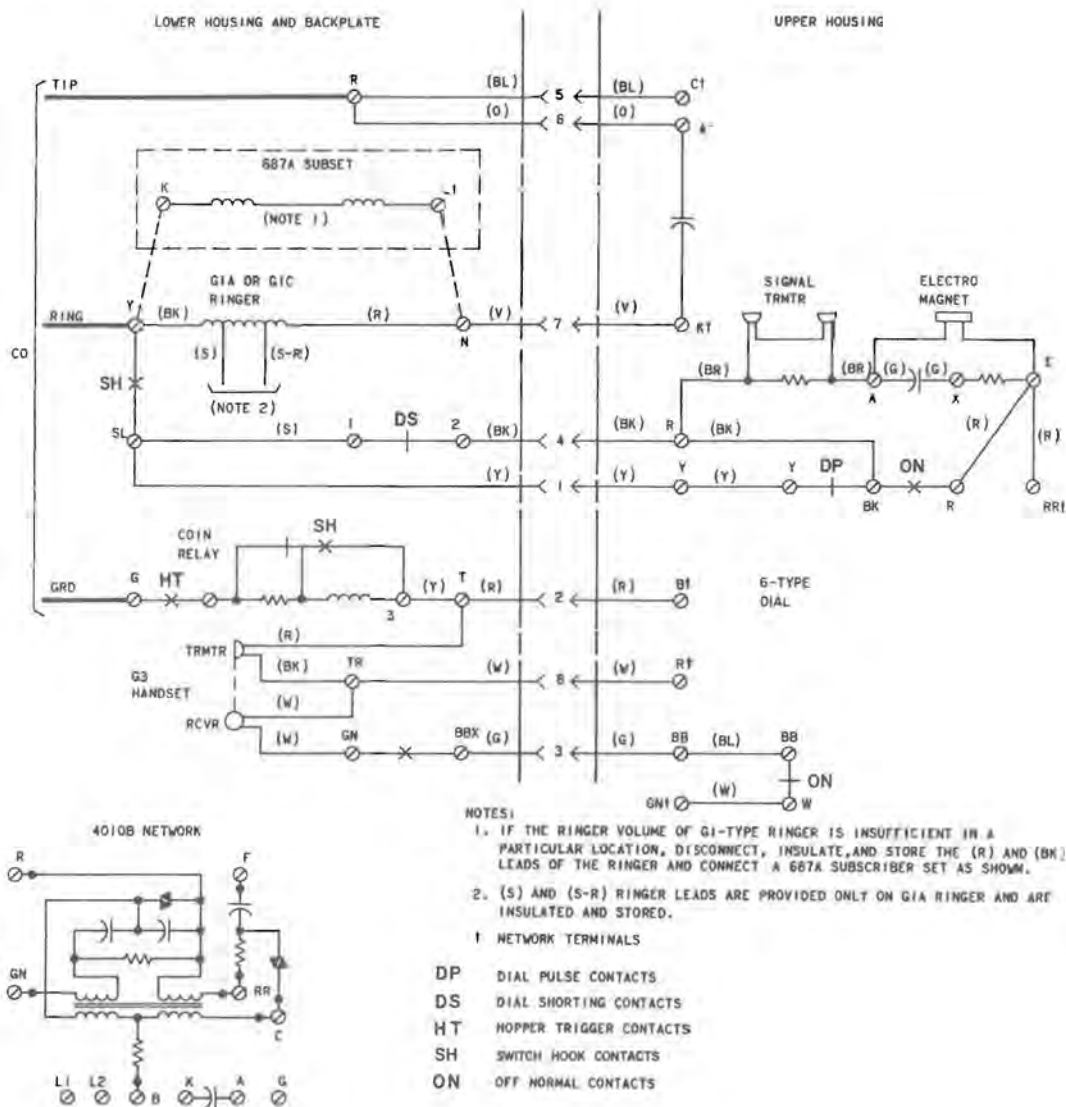 LOWER HOUSING AND BACKPLATE
UPPER HOUSING
TIP
R
(BL)
5
(BL)
C†
(O)
6
(O)
687A SUBSET
K
L†
(NOTE 1)
SIGNAL
TRMTR
ELECTRO
MAGNET
G1A OR G1C
RINGER
Y
RING
(BK)
(R)
N
(V)
7
(V)
K†
CO
(S)
(S-R)
(NOTE 2)
SH
(BR)
(BR)
(G)
(G)
A
X
(R)
(R)
SL
(S)
1
DS
2
(BK)
4
(BK)
R
(BK)
(Y)
1
(Y)
Y
(Y)
Y
DP
BK
ON
R
RR†
COIN
RELAY
SH
G
HT
GRD
3
(Y)
T
(R)
2
(R)
B†
6-TYPE
DIAL
(R)
TRMTR
(BK)
TR
(W)
8
(W)
R†
G3
HANDSET
(W)
RCVR
(W)
GN
BBX
(G)
3
(G)
BB
(BL)
BB
ON
GN†
(W)
W
NOTES:
1. IF THE RINGER VOLUME OF G1-TYPE RINGER IS INSUFFICIENT IN A
PARTICULAR LOCATION, DISCONNECT, INSULATE, AND STORE THE (R) AND (BK)
LEADS OF THE RINGER AND CONNECT A 687A SUBSCRIBER SET AS SHOWN.
2. (S) AND (S-R) RINGER LEADS ARE PROVIDED ONLY ON G1A RINGER AND ARE
INSULATED AND STORED.
† NETWORK TERMINALS
DP DIAL PULSE CONTACTS
DS DIAL SHORTING CONTACTS
HT HOPPER TRIGGER CONTACTS
SH SWITCH HOOK CONTACTS
ON OFF NORMAL CONTACTS
4010B NETWORK
R
F
GN
RR
C
L1
L2
B
K
A
G